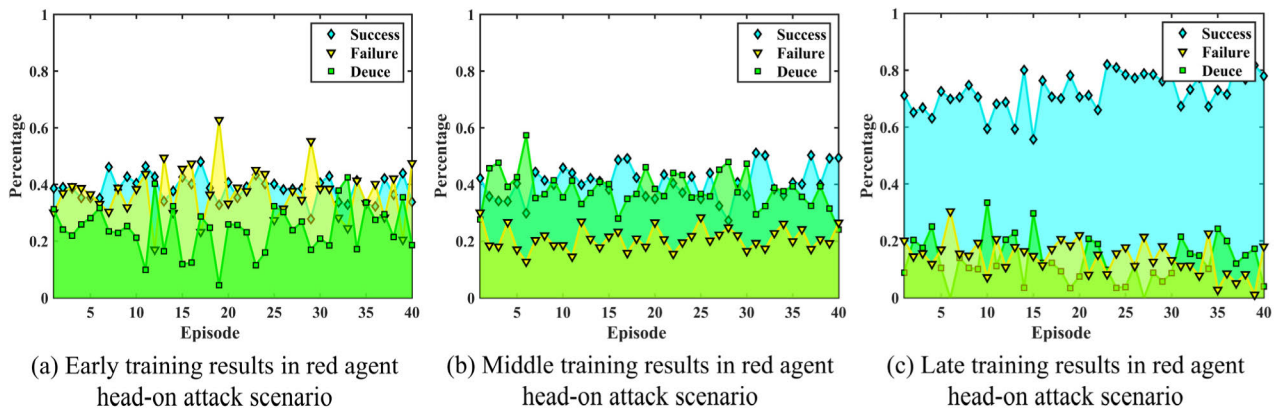 1
0.8
0.6
0.4
0.2
0
Percentage
Success
Failure
Deuce
5 10 15 20 25 30 35 40
Episode
(a) Early training results in red agent
head-on attack scenario
1
0.8
0.6
0.4
0.2
0
Percentage
Success
Failure
Deuce
5 10 15 20 25 30 35 40
Episode
(b) Middle training results in red agent
head-on attack scenario
1
0.8
0.6
0.4
0.2
0
Percentage
Success
Failure
Deuce
5 10 15 20 25 30 35 40
Episode
(c) Late training results in red agent
head-on attack scenario